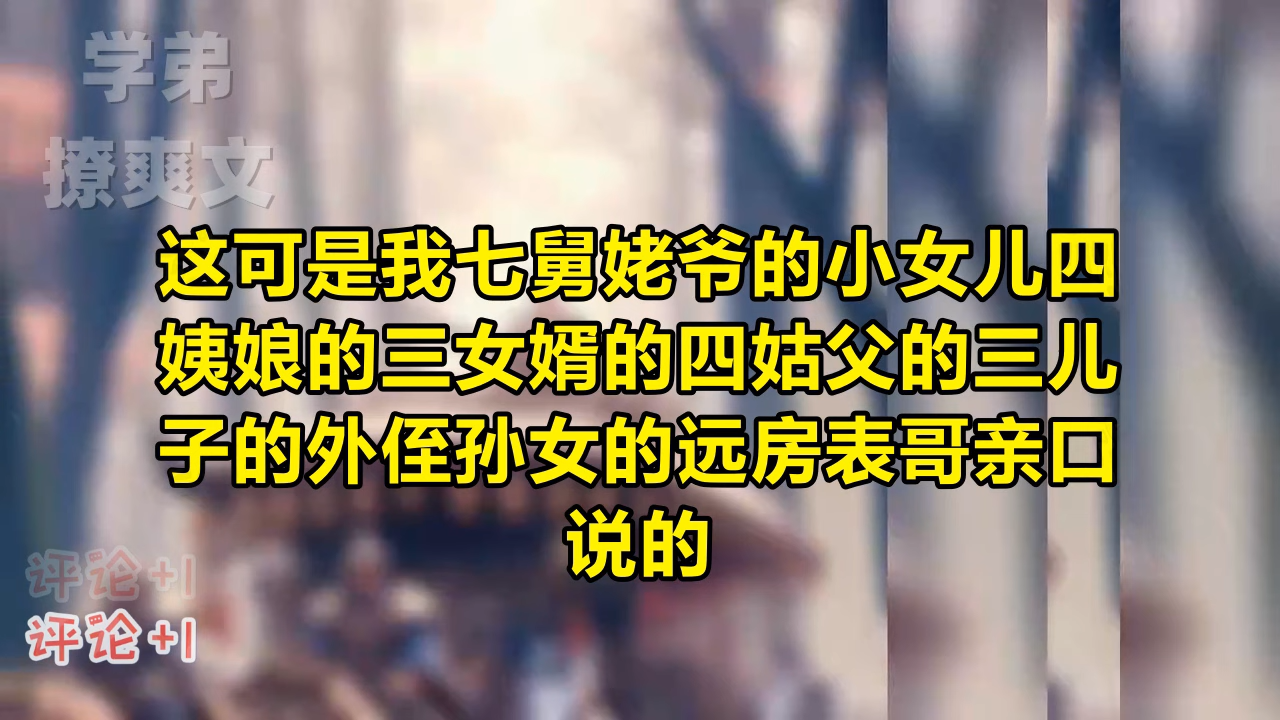 学弟
撩爽文
这可是我七舅姥爷的小女儿四
姨娘的三女婿的四姑父的三儿
子的外侄孙女的远房表哥亲口
说的
评论+1
评论+1